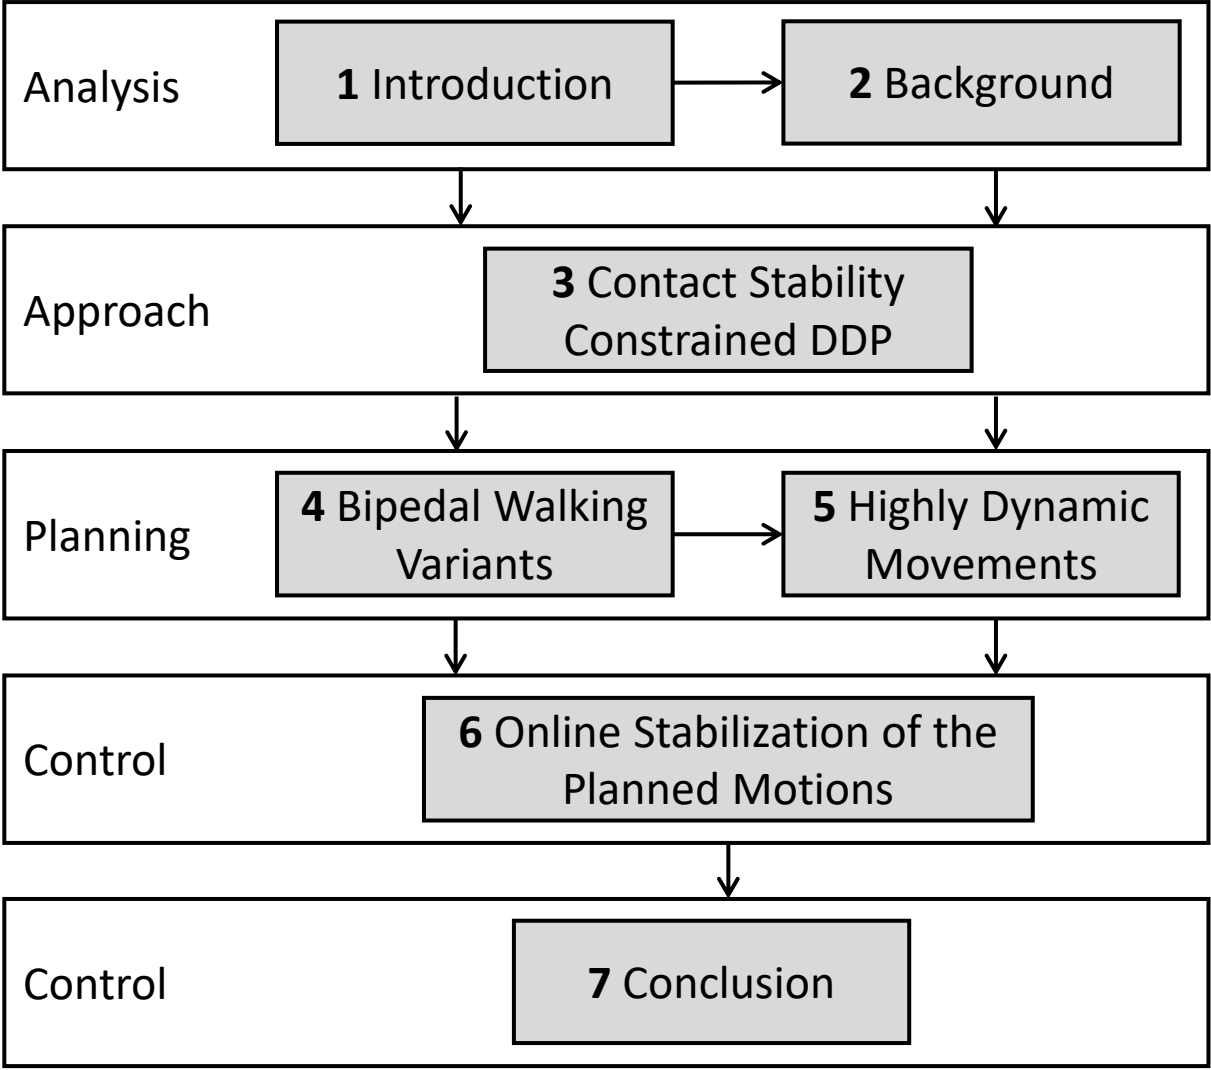 Analysis
1 Introduction
2 Background
Approach
3 Contact Stability
Constrained DDP
Planning
4 Bipedal Walking
Variants
5 Highly Dynamic
Movements
Control
6 Online Stabilization of the
Planned Motions
Control
7 Conclusion